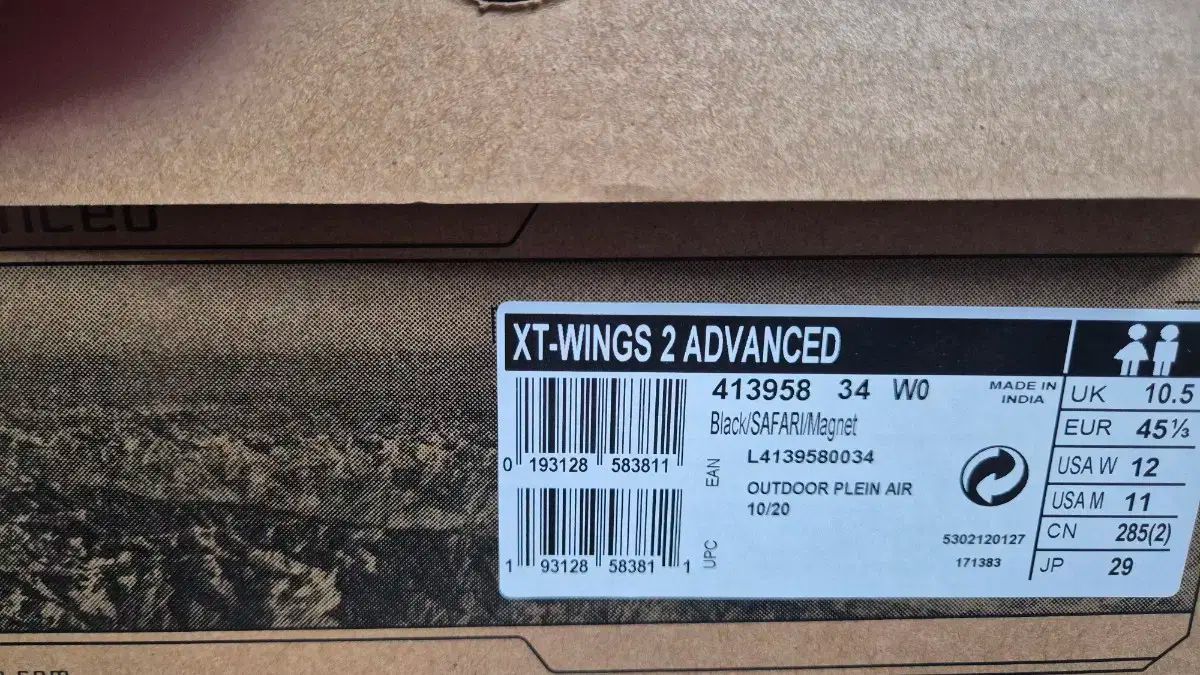 XT-WINGS 2 ADVANCED
413958 34 W0
MADE IN
INDIA
Black/SAFARI/Magnet
L4139580034
OUTDOOR PLEIN AIR
10/20
0 193128 583811
EAN
1 93128 58381 1
UPC
5302120127
171383
UK 10.5
EUR 45⅓
USA W 12
USA M 11
CN 285(2)
JP 29